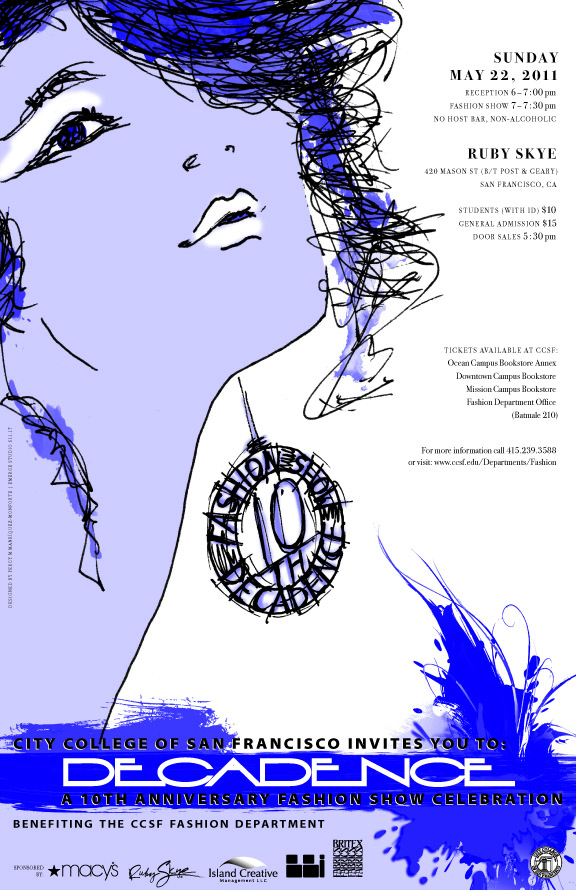 SUNDAY
MAY 22, 2011
RECEPTION 6–7:00 pm
FASHION SHOW 7–7:30 pm
NO HOST BAR, NON-ALCOHOLIC
RUBY SKYE
420 MASON ST (B/T POST & GEARY)
SAN FRANCISCO, CA
STUDENTS (WITH ID) $10
GENERAL ADMISSION $15
DOOR SALES 5:30 pm
TICKETS AVAILABLE AT CCSF:
Ocean Campus Bookstore Annex
Downtown Campus Bookstore
Mission Campus Bookstore
Fashion Department Office
(Batmale 210)
For more information call 415.239.3588
or visit: www.ccsf.edu/Departments/Fashion
FASHION SHOW
10
TH
DECADENCE
CITY COLLEGE OF SAN FRANCISCO INVITES YOU TO:
DECADENCE
A 10TH ANNIVERSARY FASHION SHOW CELEBRATION
BENEFITING THE CCSF FASHION DEPARTMENT
SPONSORED
BY:
macy's
Ruby Skye
Island Creative
Management LLC
BRITEX